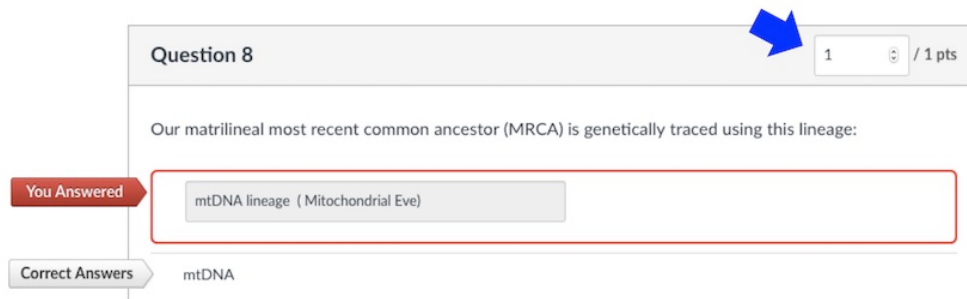 Question 8
1 / 1 pts
Our matrilineal most recent common ancestor (MRCA) is genetically traced using this lineage:
You Answered
mtDNA lineage ( Mitochondrial Eve)
Correct Answers
mtDNA